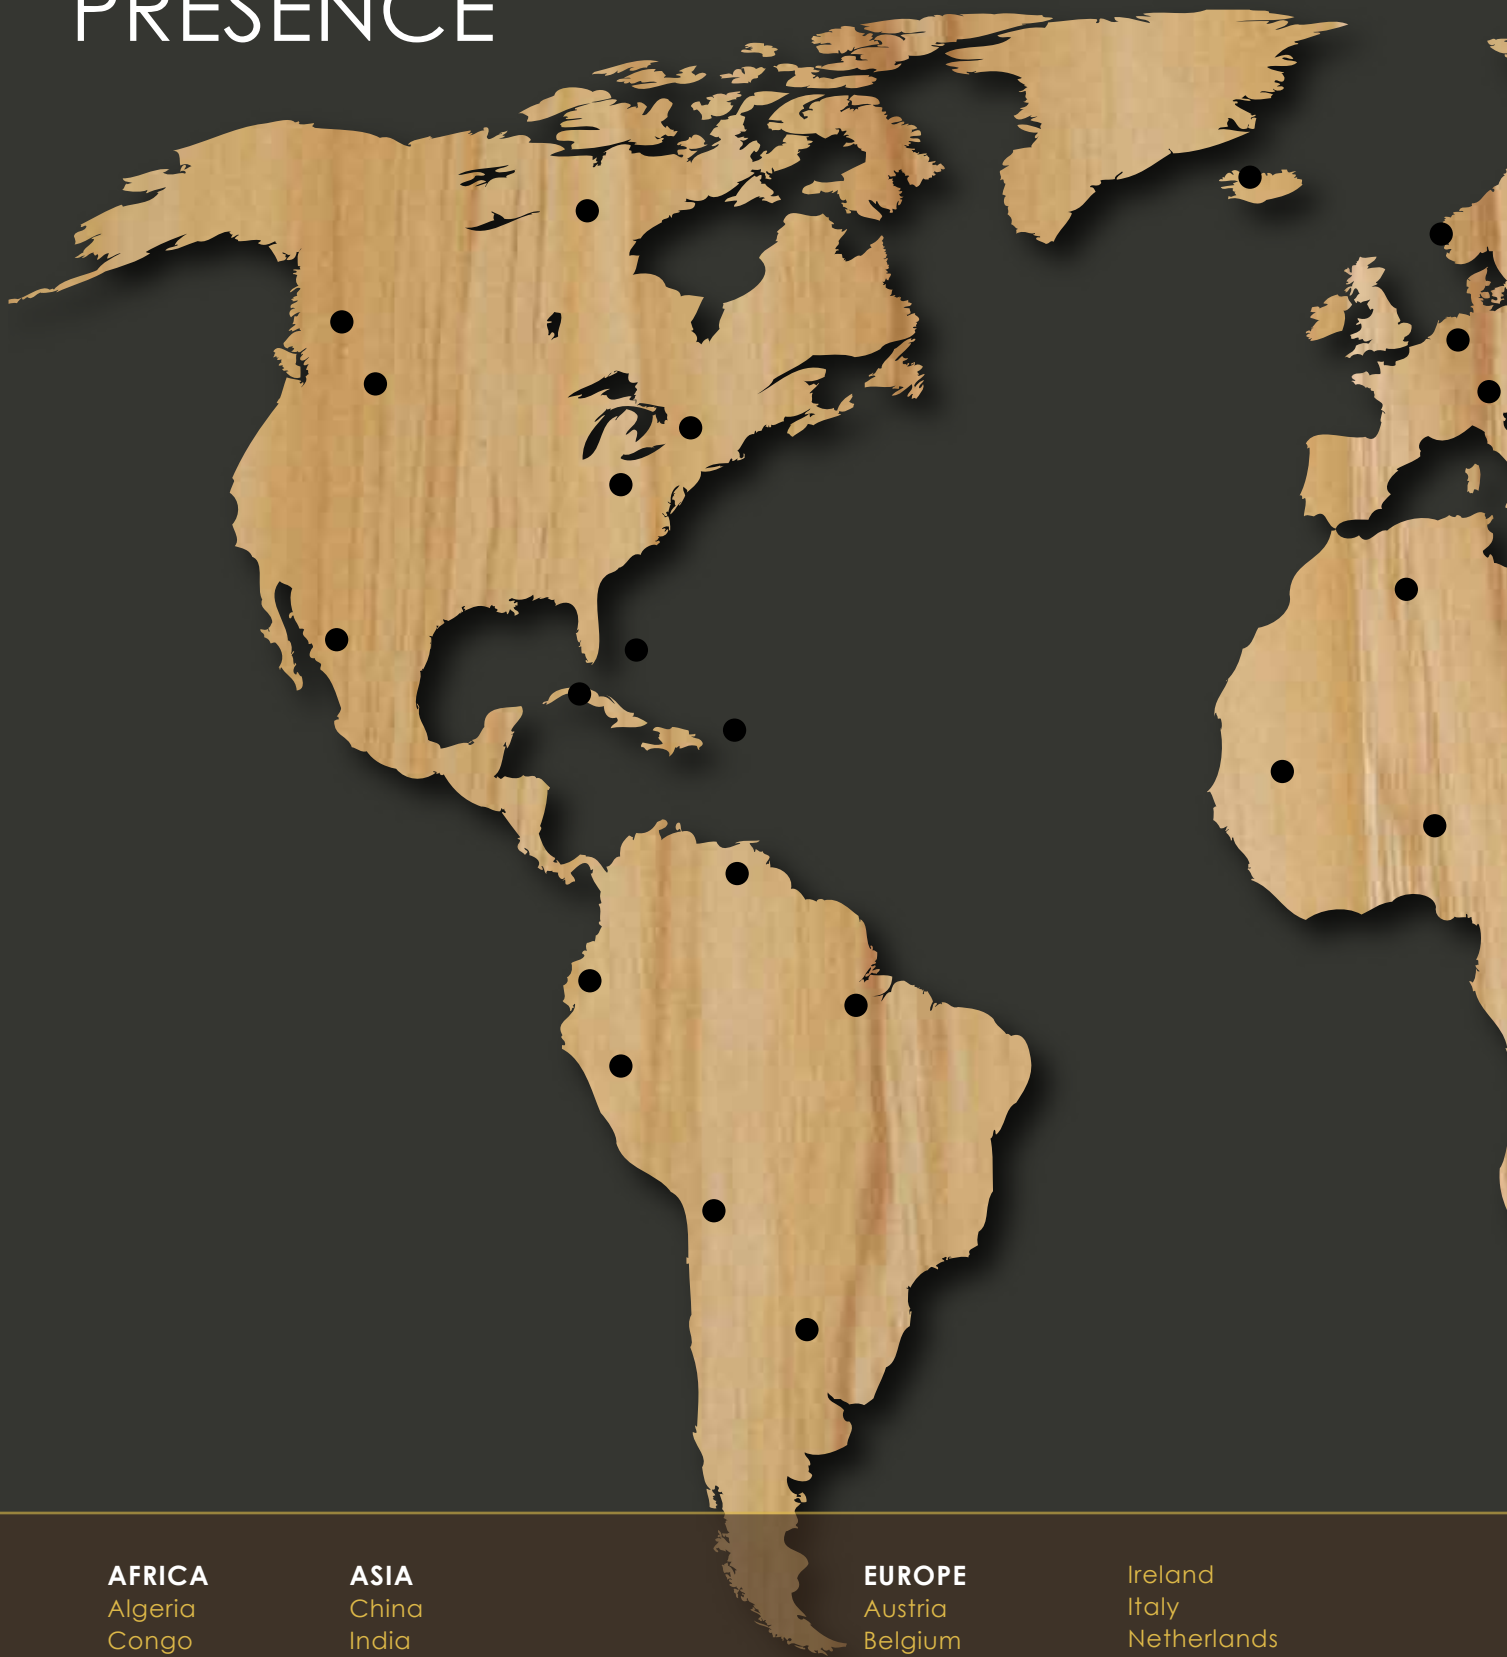 PRESENCE
AFRICA
Algeria
Congo
ASIA
China
India
EUROPE
Austria
Belgium
Ireland
Italy
Netherlands